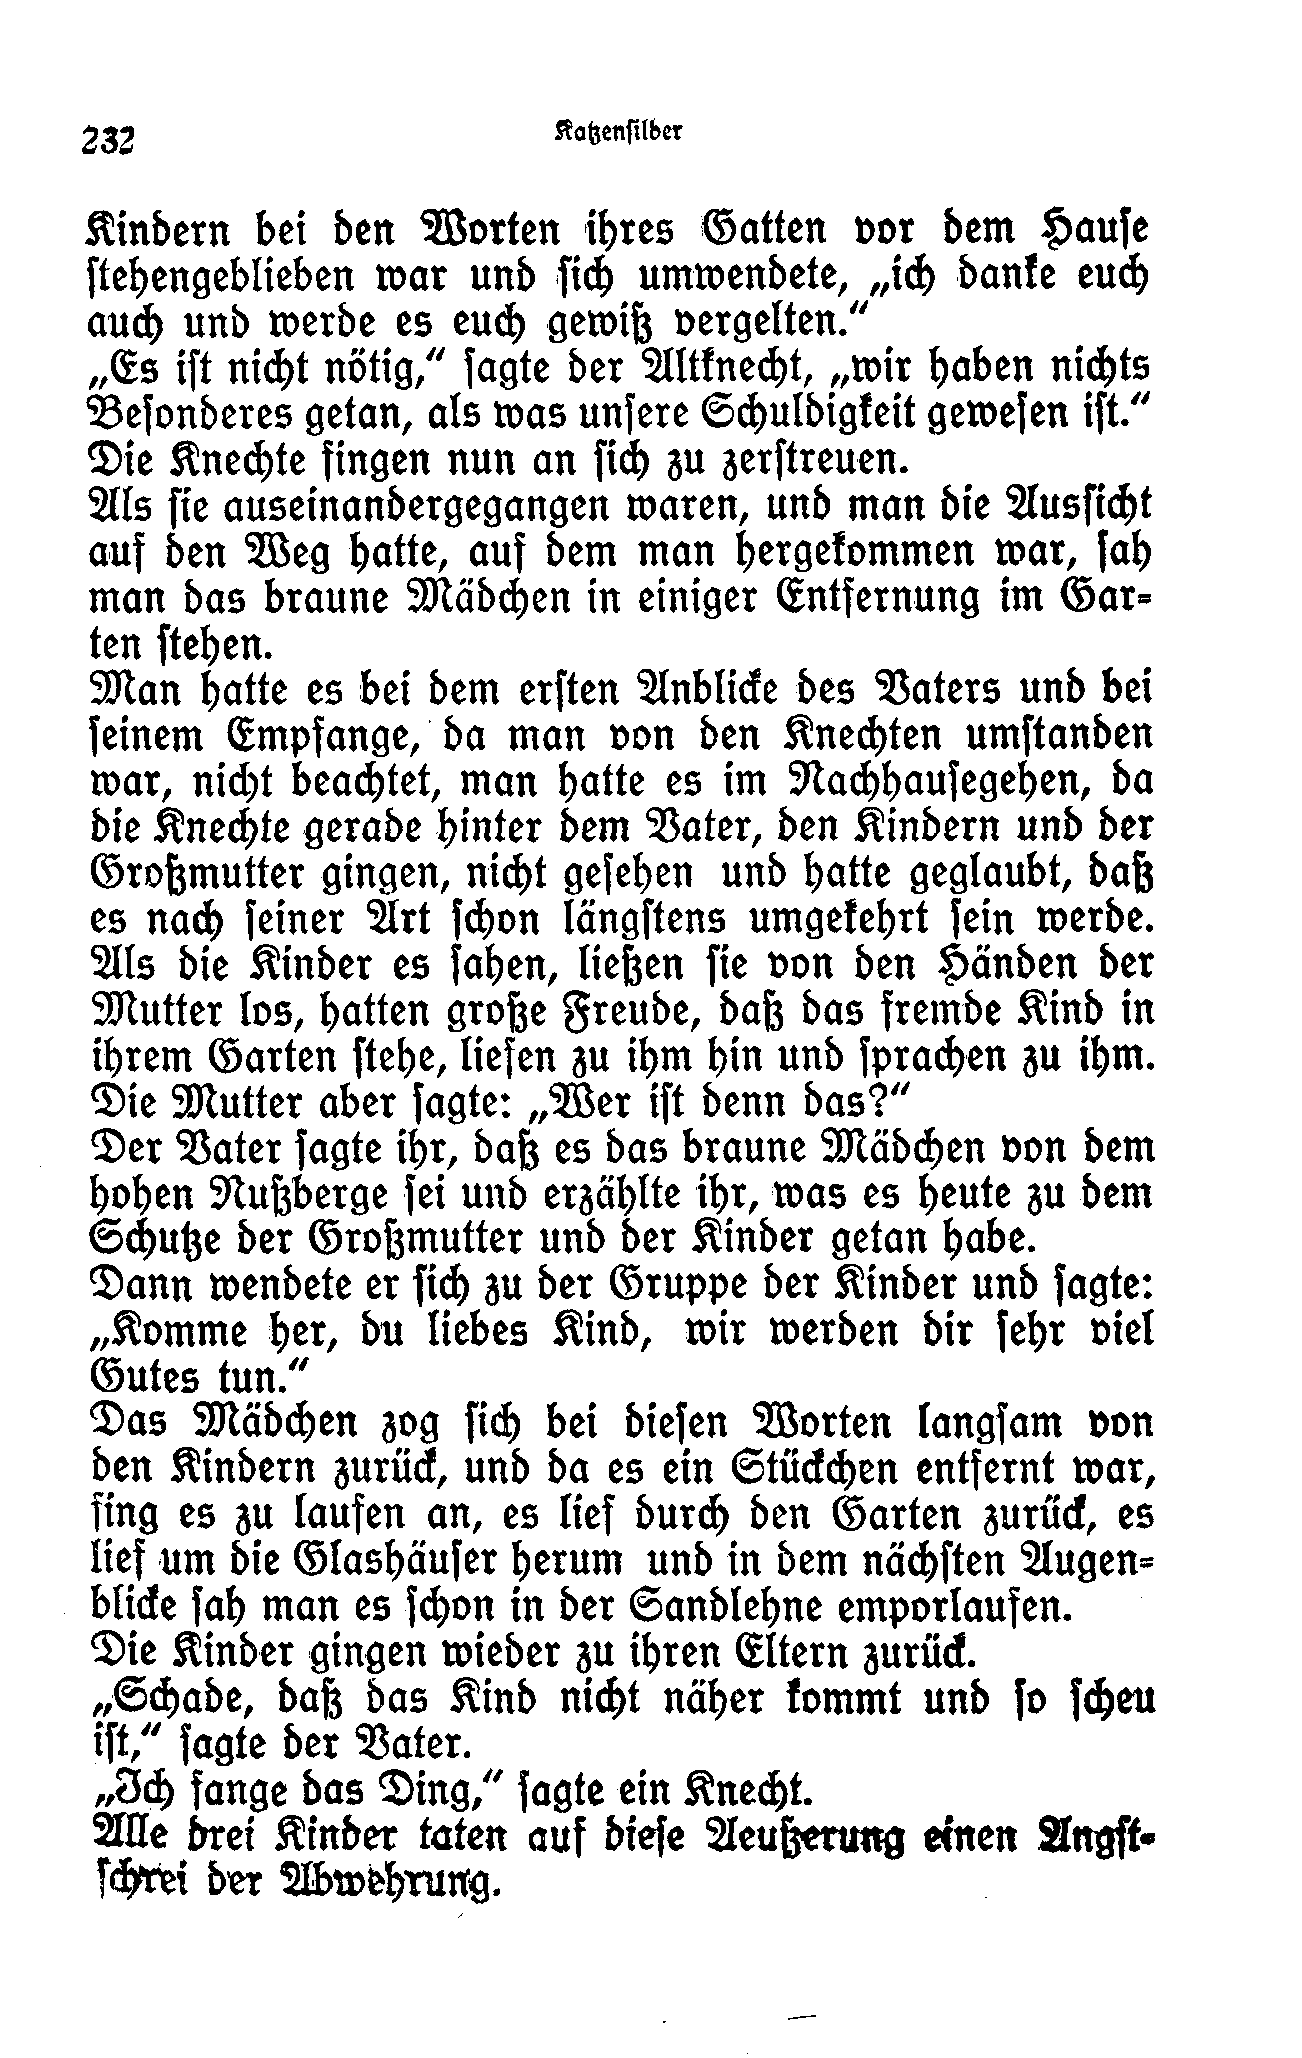 232
Katzensilber
Kindern bei den Worten ihres Gatten vor dem Hause
stehengeblieben war und sich umwendete, „ich danke euch
auch und werde es euch gewiß vergelten.“
„Es ist nicht nötig,“ sagte der Altknecht, „wir haben nichts
Besonderes getan, als was unsere Schuldigkeit gewesen ist.“
Die Knechte fingen nun an sich zu zerstreuen.
Als sie auseinandergegangen waren, und man die Aussicht
auf den Weg hatte, auf dem man hergekommen war, sah
man das braune Mädchen in einiger Entfernung im Gar-
ten stehen.
Man hatte es bei dem ersten Anblicke des Vaters und bei
seinem Empfange, da man von den Knechten umstanden
war, nicht beachtet, man hatte es im Nachhausegehen, da
die Knechte gerade hinter dem Vater, den Kindern und der
Großmutter gingen, nicht gesehen und hatte geglaubt, daß
es nach seiner Art schon längstens umgekehrt sein werde.
Als die Kinder es sahen, ließen sie von den Händen der
Mutter los, hatten große Freude, daß das fremde Kind in
ihrem Garten stehe, liefen zu ihm hin und sprachen zu ihm.
Die Mutter aber sagte: „Wer ist denn das?“
Der Vater sagte ihr, daß es das braune Mädchen von dem
hohen Nußberge sei und erzählte ihr, was es heute zu dem
Schutze der Großmutter und der Kinder getan habe.
Dann wendete er sich zu der Gruppe der Kinder und sagte:
„Komme her, du liebes Kind, wir werden dir sehr viel
Gutes tun.“
Das Mädchen zog sich bei diesen Worten langsam von
den Kindern zurück, und da es ein Stückchen entfernt war,
fing es zu laufen an, es lief durch den Garten zurück, es
lief um die Glashäuser herum und in dem nächsten Augen-
blicke sah man es schon in der Sandlehne emporlaufen.
Die Kinder gingen wieder zu ihren Eltern zurück.
„Schade, daß das Kind nicht näher kommt und so scheu
ist,“ sagte der Vater.
„Ich fange das Ding,“ sagte ein Knecht.
Alle drei Kinder taten auf diese Aeußerung einen Angst-
schrei der Abwehrung.